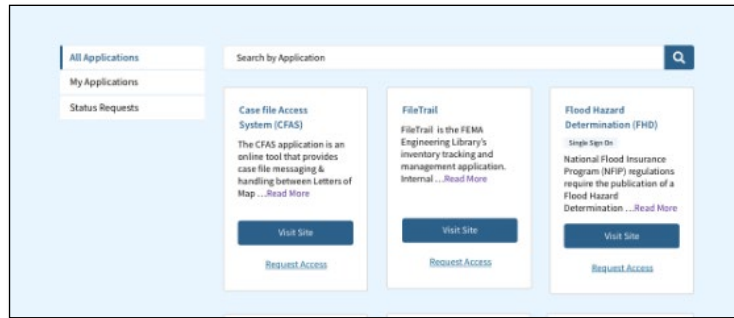 All Applications
My Applications
Status Requests
Search by Application
Case file Access
System (CFAS)
The CFAS application is an
online tool that provides
case file messaging &
handling between Letters of
Map ...Read More
Visit Site
Request Access
FileTrail
FileTrail is the FEMA
Engineering Library's
inventory tracking and
management application.
Internal ...Read More
Visit Site
Request Access
Flood Hazard
Determination (FHD)
Single Sign On
National Flood Insurance
Program (NFIP) regulations
require the publication of a
Flood Hazard
Determination ...Read More
Visit Site
Request Access